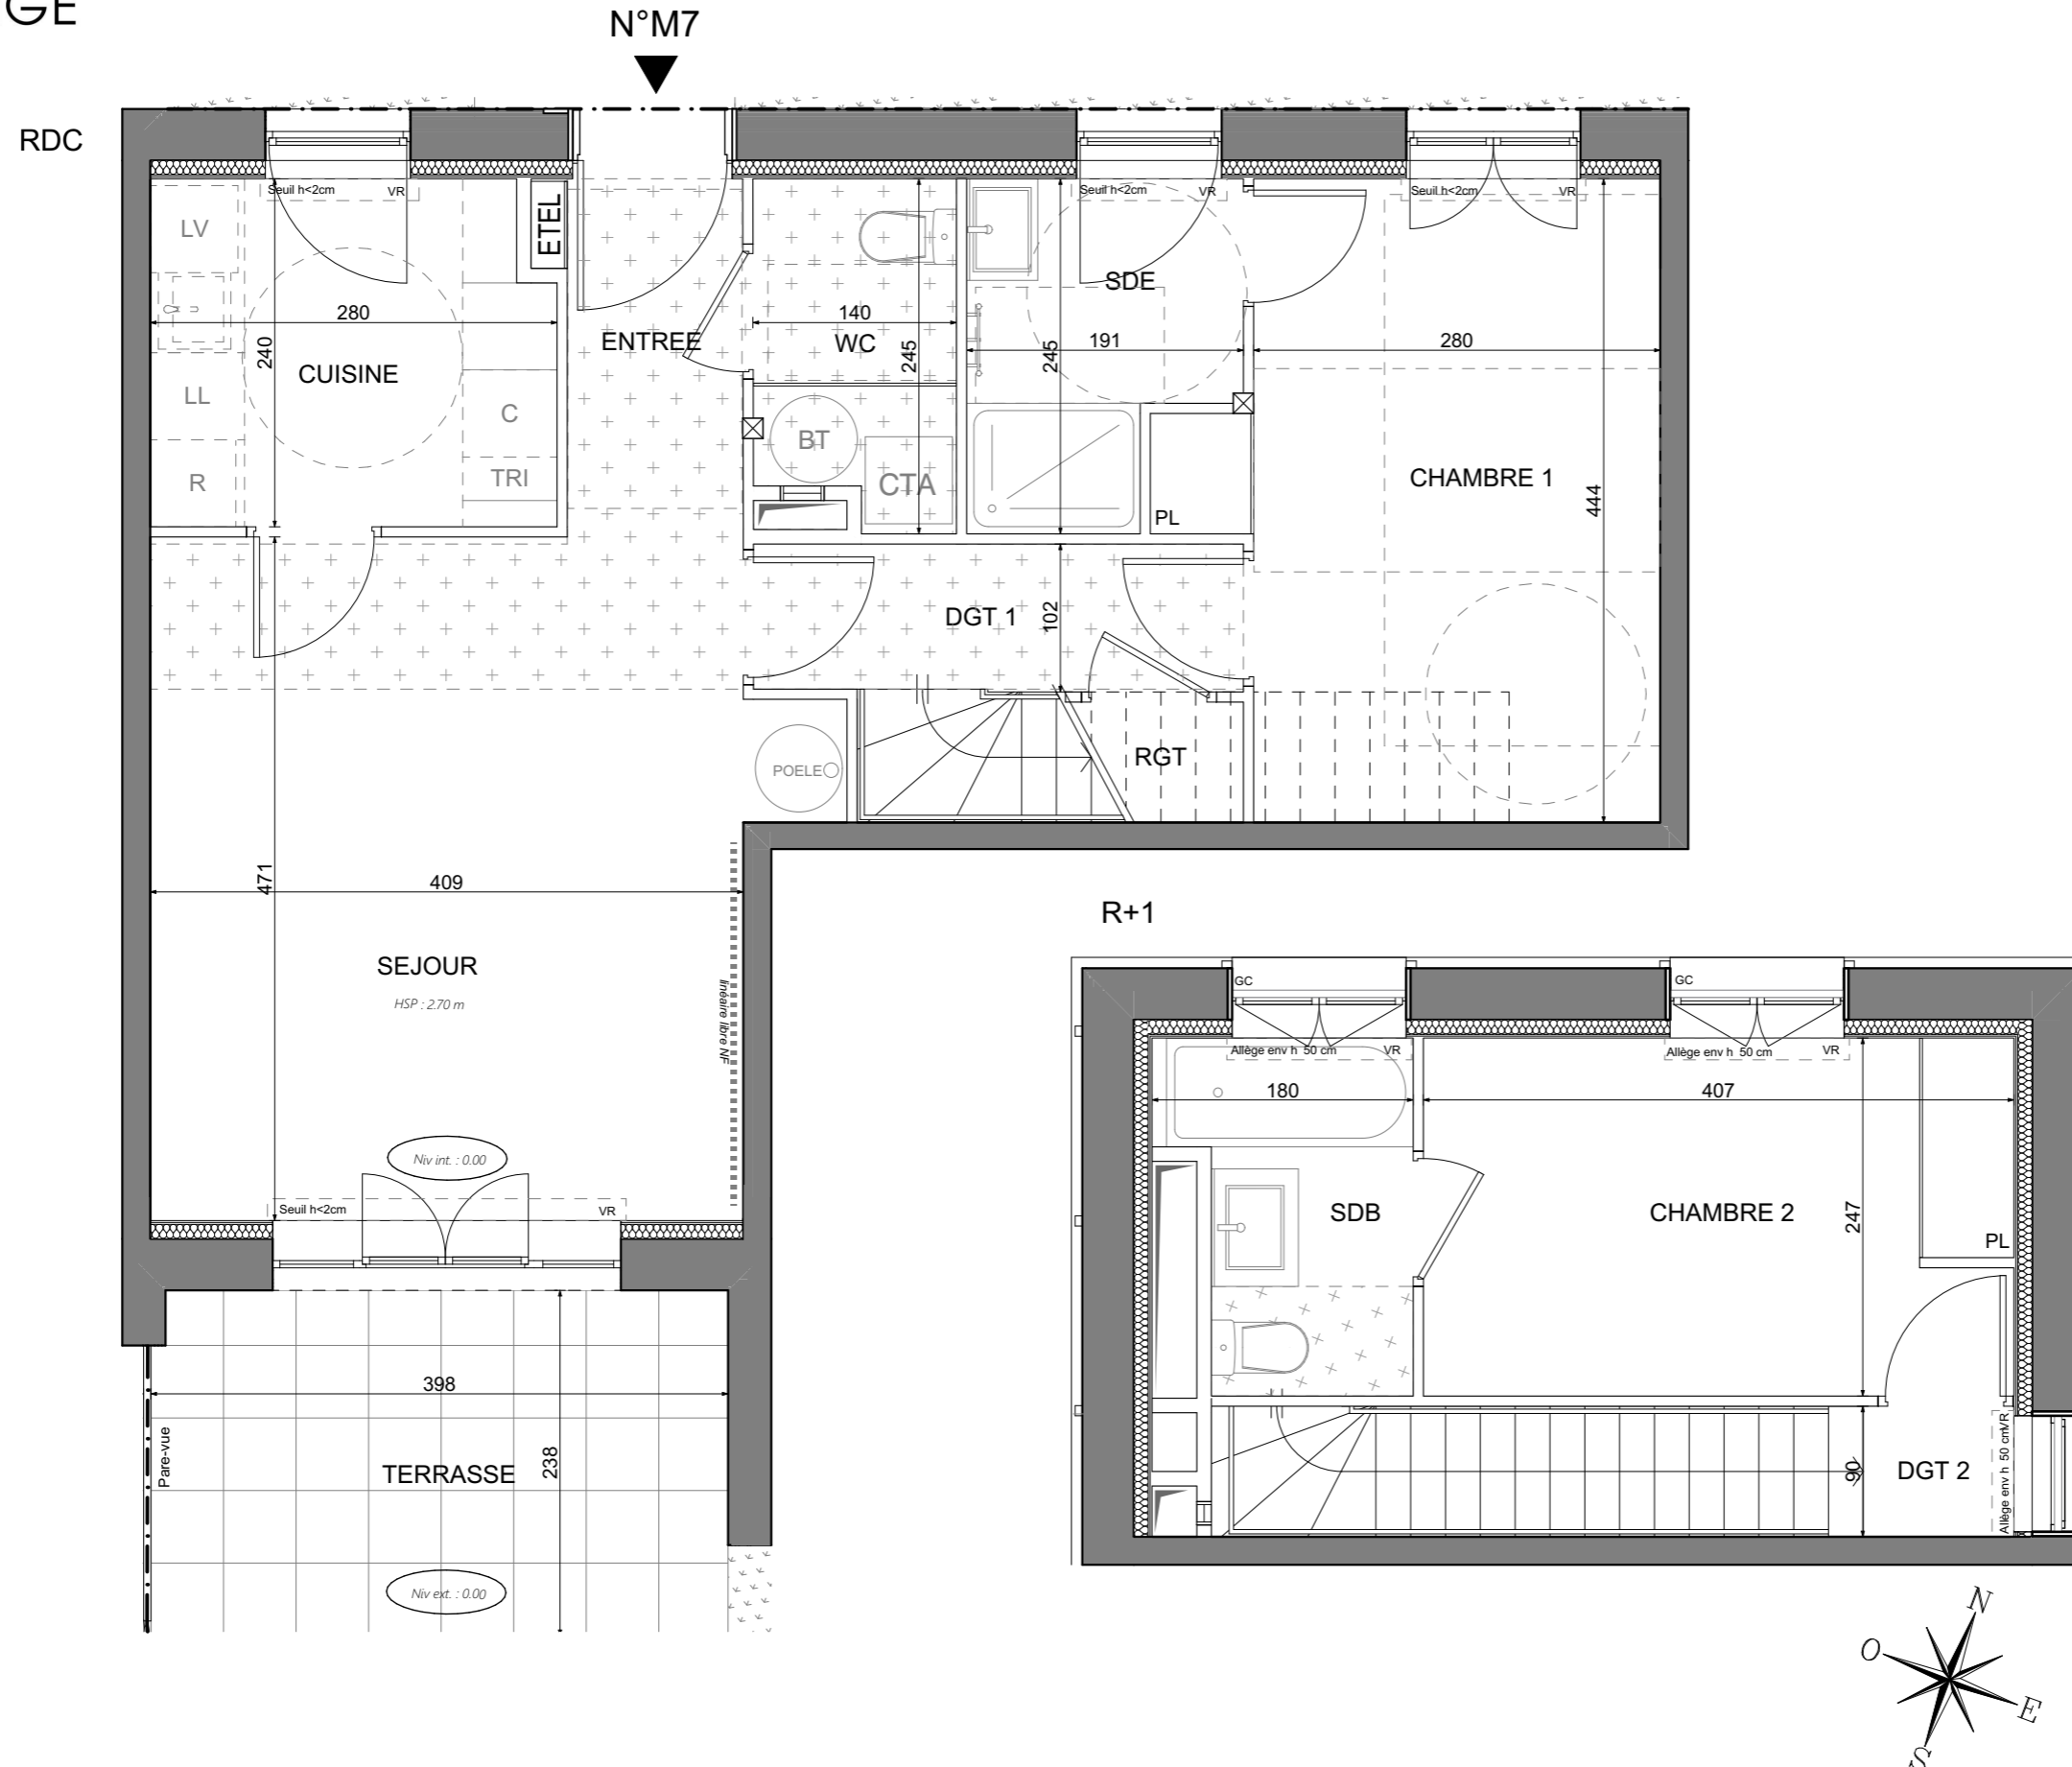 GE
N°M7
RDC
Seuil h<2cm VR
Seuil h<2cm VR
Seuil h<2cm VR
LV
ETEL
SDE
280
140
ENTREE
WC
191
280
240
245
245
CUISINE
LL
C
BT
R
TRI
CTA
CHAMBRE 1
444
PL
DGT 1
102
POELE
RGT
471
409
R+1
SEJOUR
HSP : 2.70 m
linéaire libre NF
GC
GC
Allège env h 50 cm VR
Allège env h 50 cm VR
180
407
Niv int. : 0.00
Seuil h<2cm VR
SDB
CHAMBRE 2
247
PL
398
Pare-vue
TERRASSE
238
90
DGT 2
Allège env h 50 cm VR
Niv ext. : 0.00
N
O
E
S